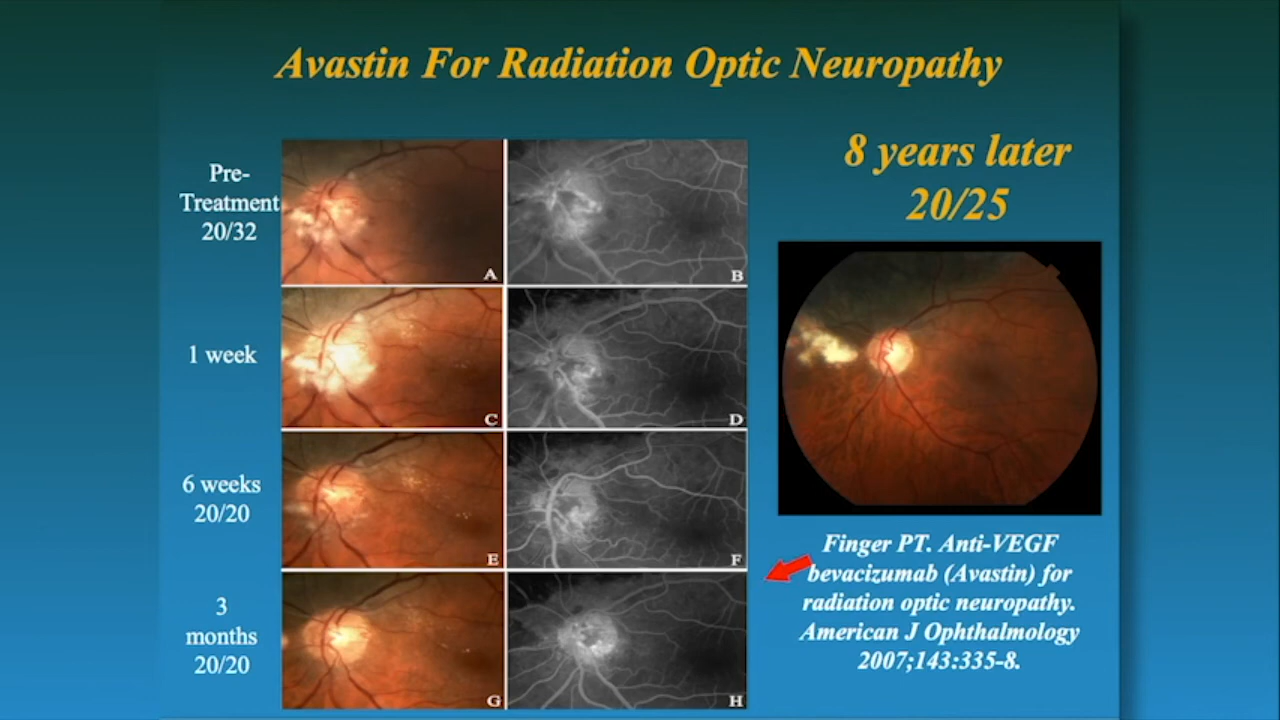 Avastin For Radiation Optic Neuropathy
Pre-
Treatment
20/32
A
B
1 week
C
D
6 weeks
20/20
E
F
3
months
20/20
G
H
8 years later
20/25
Finger PT. Anti-VEGF
bevacizumab (Avastin) for
radiation optic neuropathy.
American J Ophthalmology
2007;143:335-8.